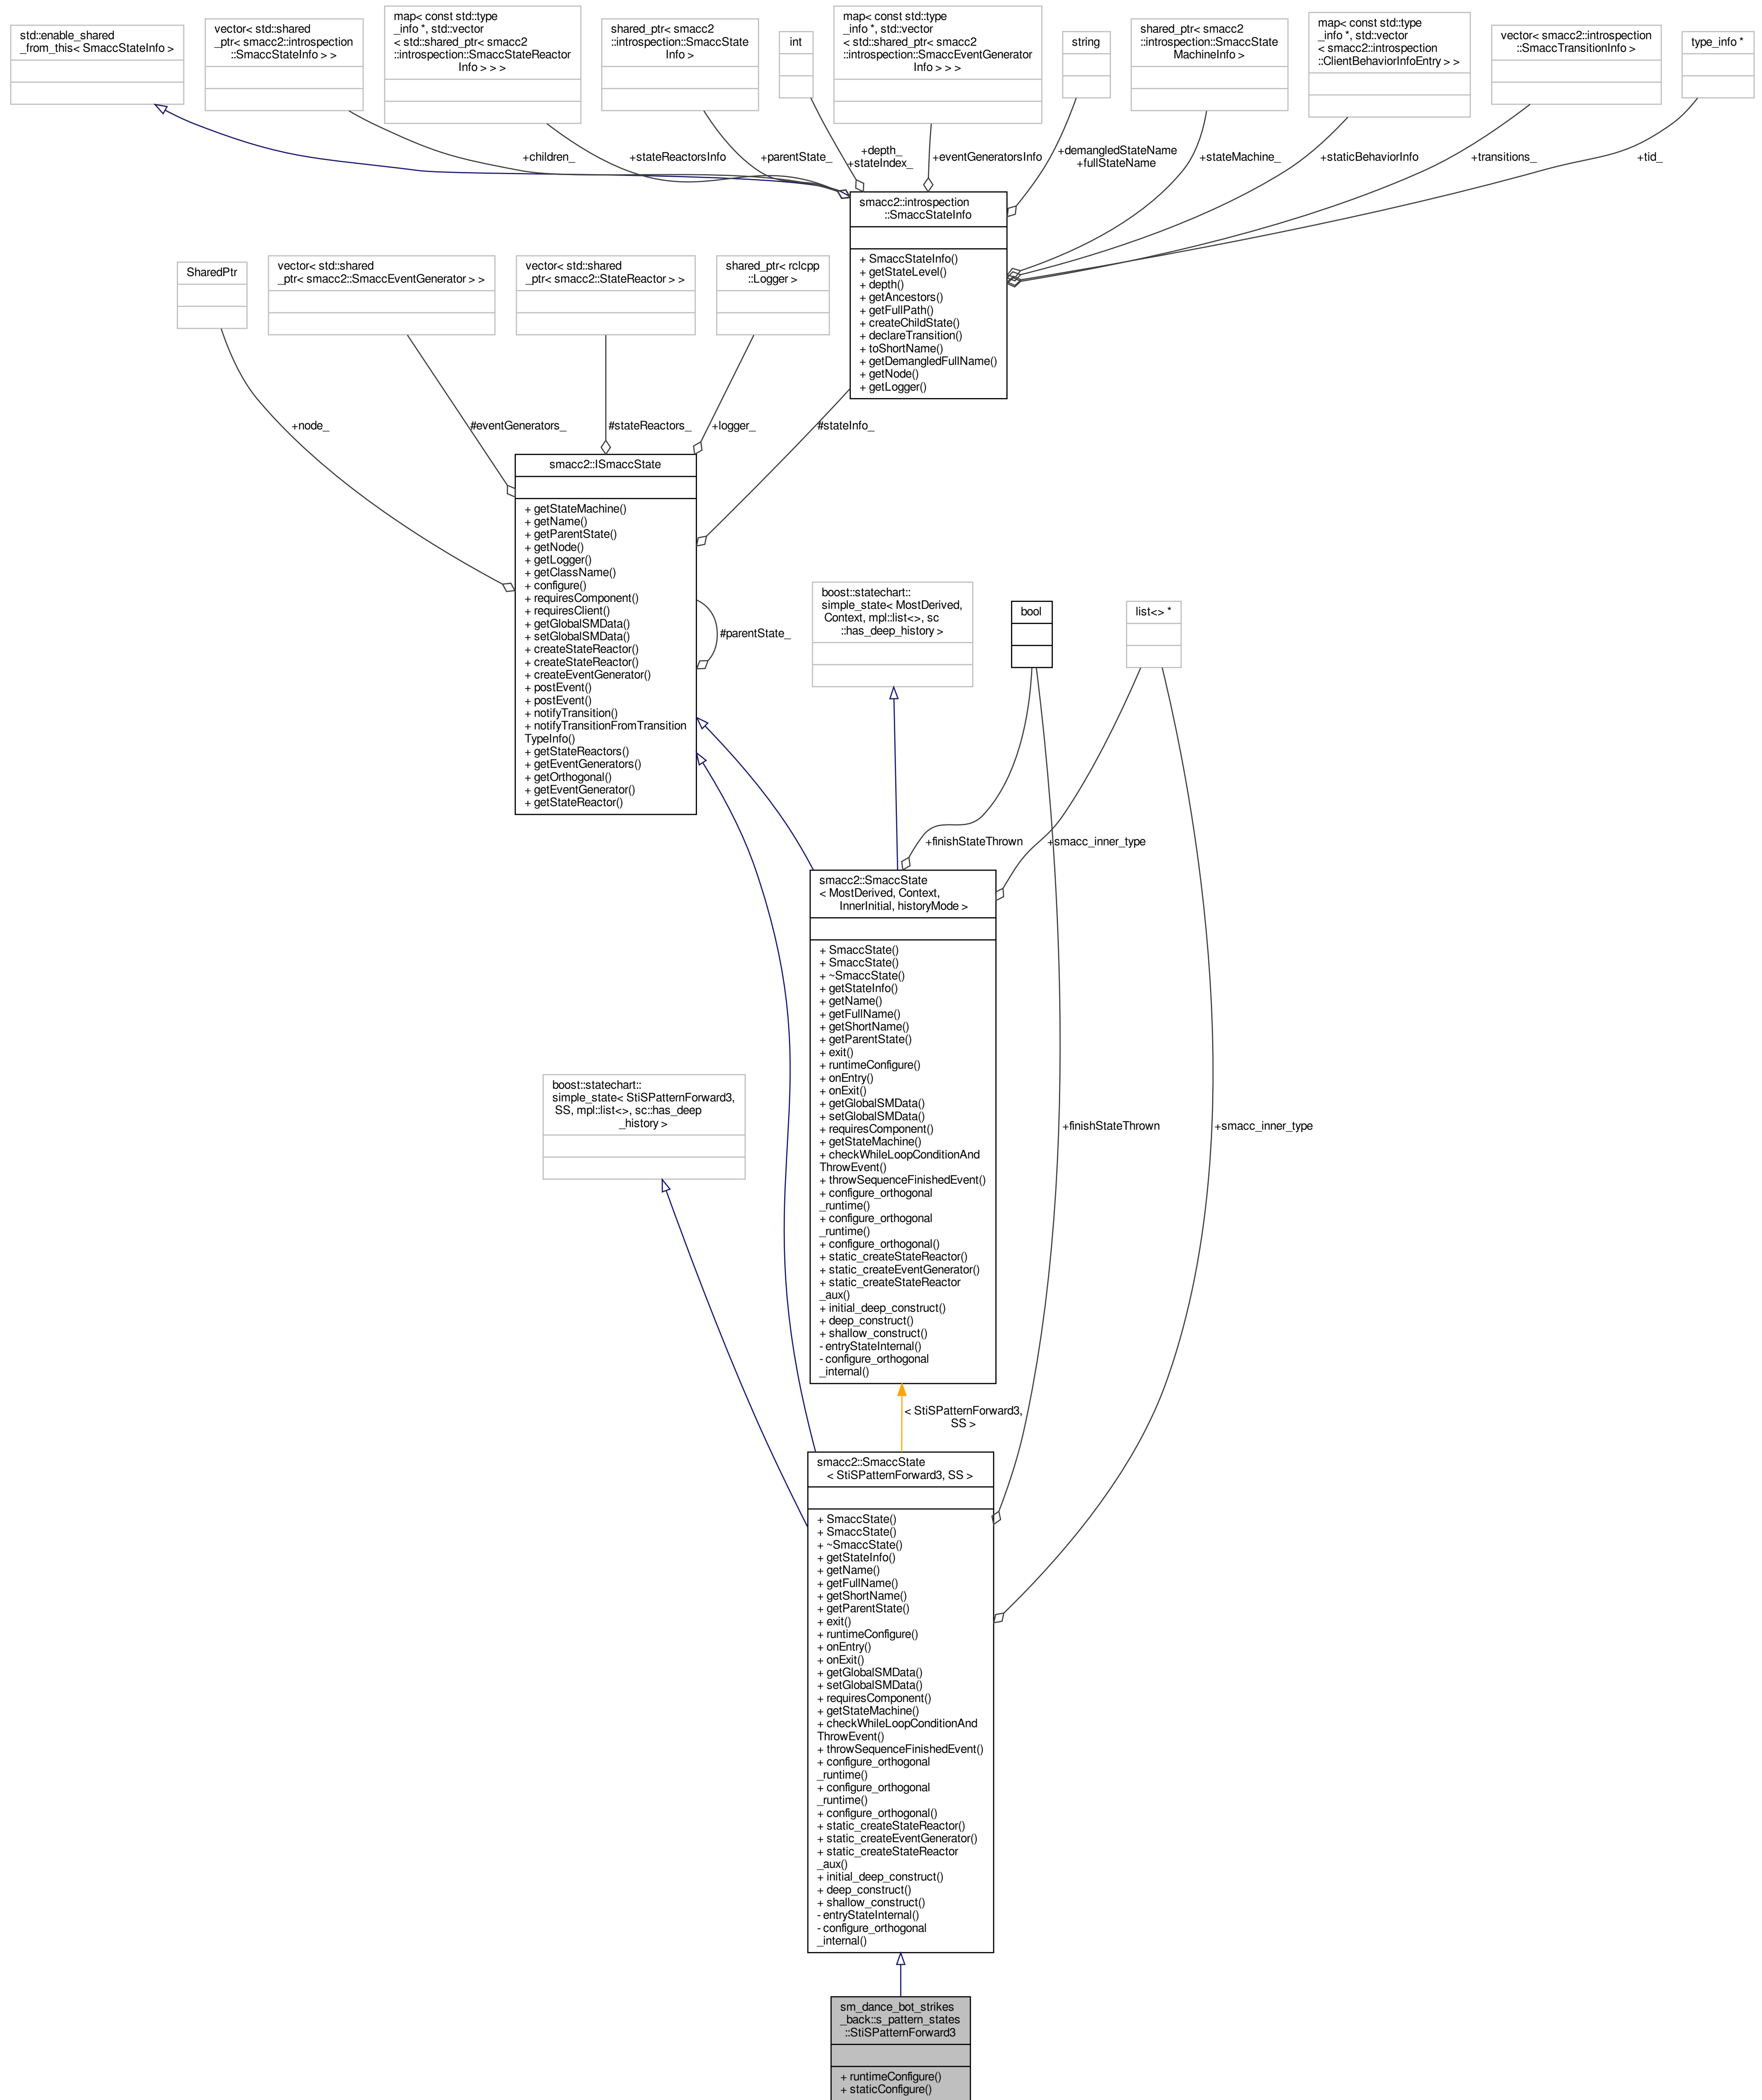 std::enable_shared
_from_this< SmaccStateInfo >
vector< std::shared
_ptr< smacc2::introspection
::SmaccStateInfo > >
map< const std::type
_info *, std::vector
< std::shared_ptr< smacc2
::introspection::SmaccStateReactor
Info > > >
shared_ptr< smacc2
::introspection::SmaccState
Info >
int
map< const std::type
_info *, std::vector
< std::shared_ptr< smacc2
::introspection::SmaccEventGenerator
Info > > >
string
shared_ptr< smacc2
::introspection::SmaccState
MachineInfo >
map< const std::type
_info *, std::vector
< smacc2::introspection
::ClientBehaviorInfoEntry > >
vector< smacc2::introspection
::SmaccTransitionInfo >
type_info *
+children_
+stateReactorsInfo
+parentState_
+depth_
+stateIndex_
+eventGeneratorsInfo
+demangledStateName
+fullStateName
+stateMachine_
+staticBehaviorInfo
+transitions_
+tid_
smacc2::introspection
::SmaccStateInfo
+ SmaccStateInfo()
+ getStateLevel()
+ depth()
+ getAncestors()
+ getFullPath()
+ createChildState()
+ declareTransition()
+ toShortName()
+ getDemangledFullName()
+ getNode()
+ getLogger()
SharedPtr
vector< std::shared
_ptr< smacc2::SmaccEventGenerator > >
vector< std::shared
_ptr< smacc2::StateReactor > >
shared_ptr< rclcpp
::Logger >
+node_
#eventGenerators_
#stateReactors_
+logger_
#stateInfo_
smacc2::ISmaccState
+ getStateMachine()
+ getName()
+ getParentState()
+ getNode()
+ getLogger()
+ getClassName()
+ configure()
+ requiresComponent()
+ requiresClient()
+ getGlobalSMData()
+ setGlobalSMData()
+ createStateReactor()
+ createStateReactor()
+ createEventGenerator()
+ postEvent()
+ postEvent()
+ notifyTransition()
+ notifyTransitionFromTransition
TypeInfo()
+ getStateReactors()
+ getEventGenerators()
+ getOrthogonal()
+ getEventGenerator()
+ getStateReactor()
#parentState_
boost::statechart::
simple_state< MostDerived,
Context, mpl::list<>, sc
::has_deep_history >
bool
list<> *
+finishStateThrown
+smacc_inner_type
smacc2::SmaccState
< MostDerived, Context,
InnerInitial, historyMode >
+ SmaccState()
+ SmaccState()
+ ~SmaccState()
+ getStateInfo()
+ getName()
+ getFullName()
+ getShortName()
+ getParentState()
+ exit()
+ runtimeConfigure()
+ onEntry()
+ onExit()
+ getGlobalSMData()
+ setGlobalSMData()
+ requiresComponent()
+ getStateMachine()
+ checkWhileLoopConditionAnd
ThrowEvent()
+ throwSequenceFinishedEvent()
+ configure_orthogonal
_runtime()
+ configure_orthogonal
_runtime()
+ configure_orthogonal()
+ static_createStateReactor()
+ static_createEventGenerator()
+ static_createStateReactor
_aux()
+ initial_deep_construct()
+ deep_construct()
+ shallow_construct()
- entryStateInternal()
- configure_orthogonal
_internal()
boost::statechart::
simple_state< StiSPatternForward3,
SS, mpl::list<>, sc::has_deep
_history >
+finishStateThrown
+smacc_inner_type
< StiSPatternForward3,
SS >
smacc2::SmaccState
< StiSPatternForward3, SS >
+ SmaccState()
+ SmaccState()
+ ~SmaccState()
+ getStateInfo()
+ getName()
+ getFullName()
+ getShortName()
+ getParentState()
+ exit()
+ runtimeConfigure()
+ onEntry()
+ onExit()
+ getGlobalSMData()
+ setGlobalSMData()
+ requiresComponent()
+ getStateMachine()
+ checkWhileLoopConditionAnd
ThrowEvent()
+ throwSequenceFinishedEvent()
+ configure_orthogonal
_runtime()
+ configure_orthogonal
_runtime()
+ configure_orthogonal()
+ static_createStateReactor()
+ static_createEventGenerator()
+ static_createStateReactor
_aux()
+ initial_deep_construct()
+ deep_construct()
+ shallow_construct()
- entryStateInternal()
- configure_orthogonal
_internal()
sm_dance_bot_strikes
_back::s_pattern_states
::StiSPatternForward3
+ runtimeConfigure()
+ staticConfigure()